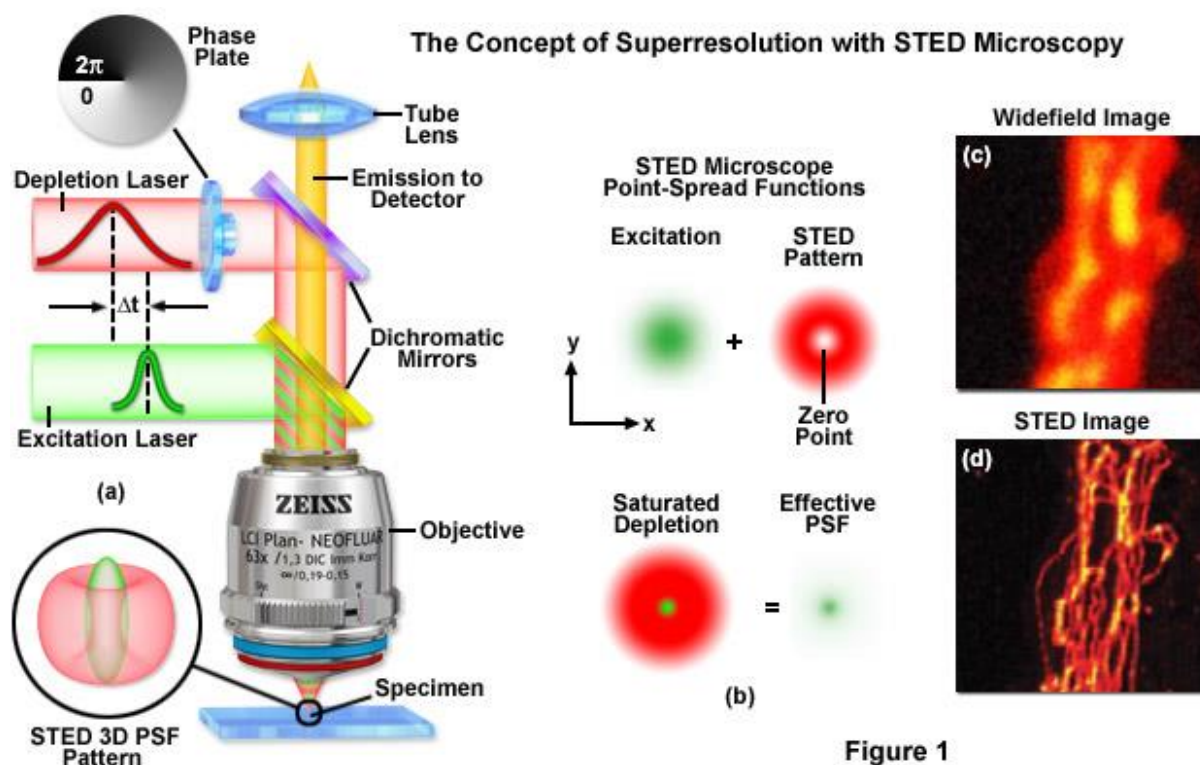 The Concept of Superresolution with STED Microscopy
Phase
Plate
2π
0
Tube
Lens
Depletion Laser
Emission to
Detector
Δt
Dichromatic
Mirrors
Excitation Laser
(a)
ZEISS
LCI Plan- NEOFLUAR
63x /1,3 DIC Imm Korr
∞/0,19-0,15
Objective
Specimen
STED 3D PSF
Pattern
STED Microscope
Point-Spread Functions
Excitation
STED
Pattern
y
+
x
Zero
Point
Saturated
Depletion
Effective
PSF
=
(b)
Widefield Image
(c)
STED Image
(d)
Figure 1